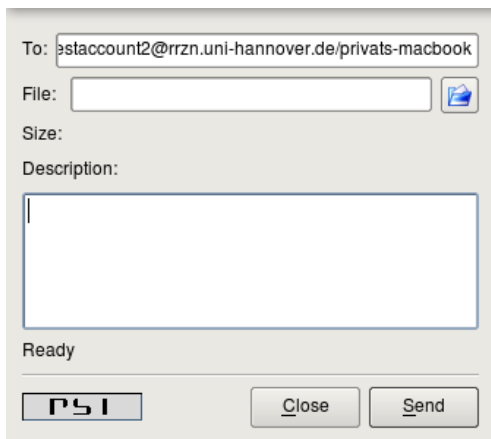 To: estaccount2@rrzn.uni-hannover.de/privats-macbook
File:
Size:
Description:
Ready
PSI Close Send